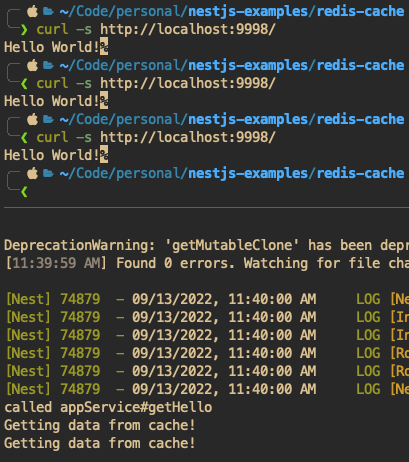 ~/Code/personal/nestjs-examples/redis-cache
❯ curl -s http://localhost:9998/
Hello World!%
~/Code/personal/nestjs-examples/redis-cache
❮ curl -s http://localhost:9998/
Hello World!%
~/Code/personal/nestjs-examples/redis-cache
❮ curl -s http://localhost:9998/
Hello World!%
~/Code/personal/nestjs-examples/redis-cache
❮
DeprecationWarning: 'getMutableClone' has been depr
[11:39:59 AM] Found 0 errors. Watching for file cha
[Nest] 74879 - 09/13/2022, 11:40:00 AM LOG [Ne
[Nest] 74879 - 09/13/2022, 11:40:00 AM LOG [In
[Nest] 74879 - 09/13/2022, 11:40:00 AM LOG [In
[Nest] 74879 - 09/13/2022, 11:40:00 AM LOG [Ro
[Nest] 74879 - 09/13/2022, 11:40:00 AM LOG [Ro
[Nest] 74879 - 09/13/2022, 11:40:00 AM LOG [Ne
called appService#getHello
Getting data from cache!
Getting data from cache!